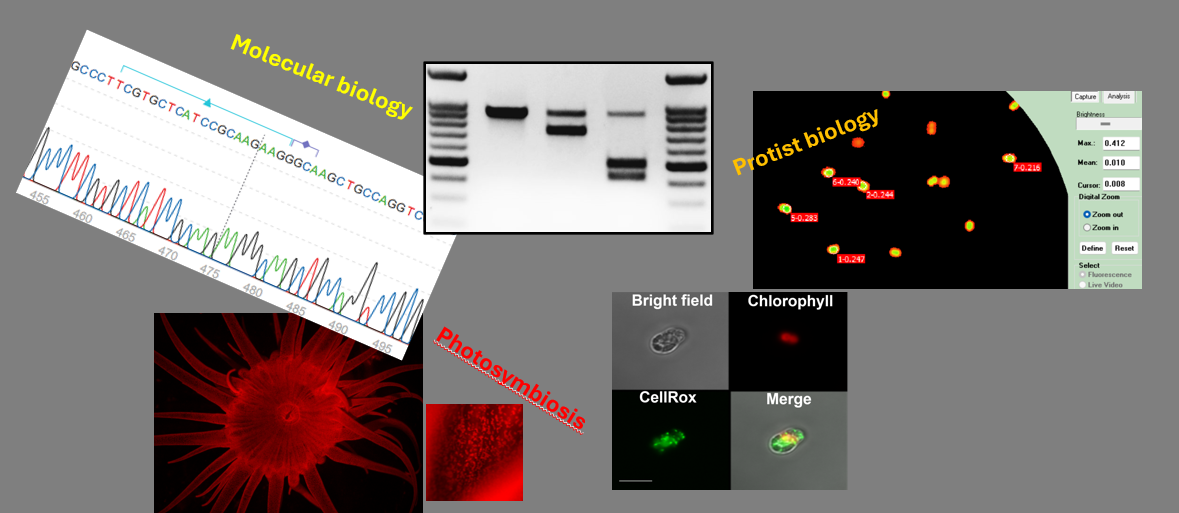 Molecular biology
GCCCTTCGTGCTCATCCGCAAGAAGGGCAAGCTGCCAGGTC
455 460 465 470 475 480 485 490 495
Protist biology
Capture Analysis
Brightness
Max.: 0.412
Mean: 0.010
Cursor: 0.008
Digital Zoom
Zoom out
Zoom in
Define Reset
Select
Fluorescence
Live Video
7-0.216
6-0.240
2-0.244
5-0.283
1-0.247
Photosymbiosis
Bright field
Chlorophyll
CellRox
Merge